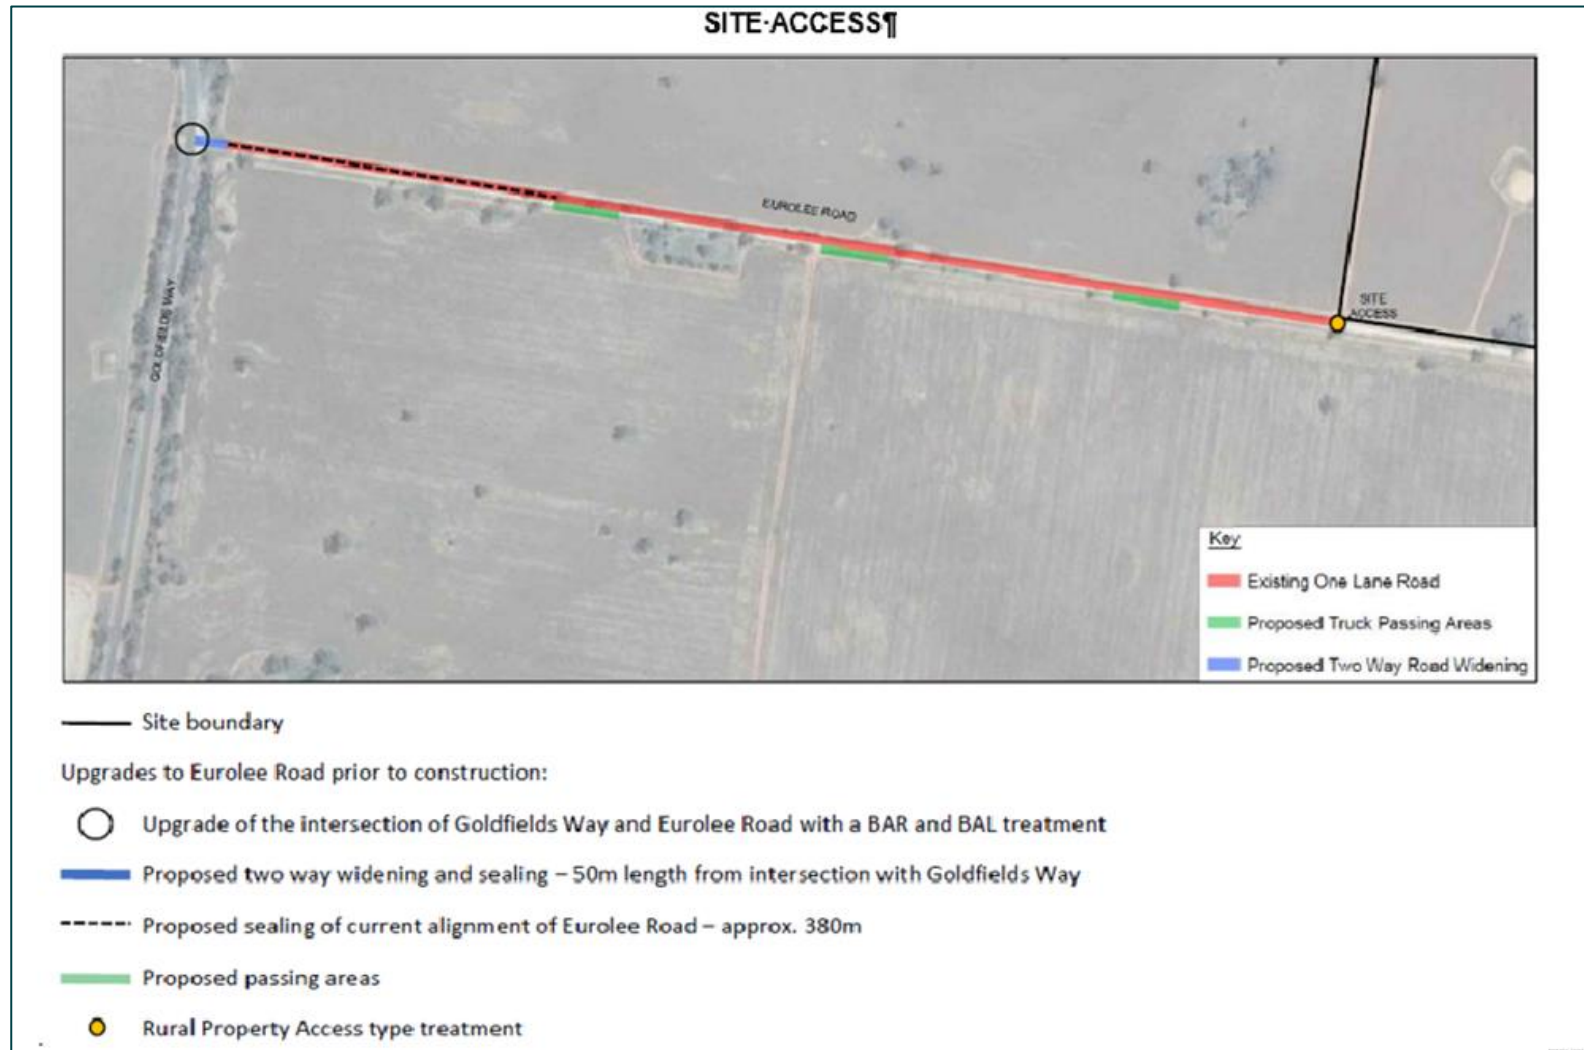 SITE·ACCESS¶
EUROLEE ROAD
GOLDFIELDS WAY
SITE
ACCESS
Key
Existing One Lane Road
Proposed Truck Passing Areas
Proposed Two Way Road Widening
Site boundary
Upgrades to Eurolee Road prior to construction:
Upgrade of the intersection of Goldfields Way and Eurolee Road with a BAR and BAL treatment
Proposed two way widening and sealing – 50m length from intersection with Goldfields Way
Proposed sealing of current alignment of Eurolee Road – approx. 380m
Proposed passing areas
Rural Property Access type treatment